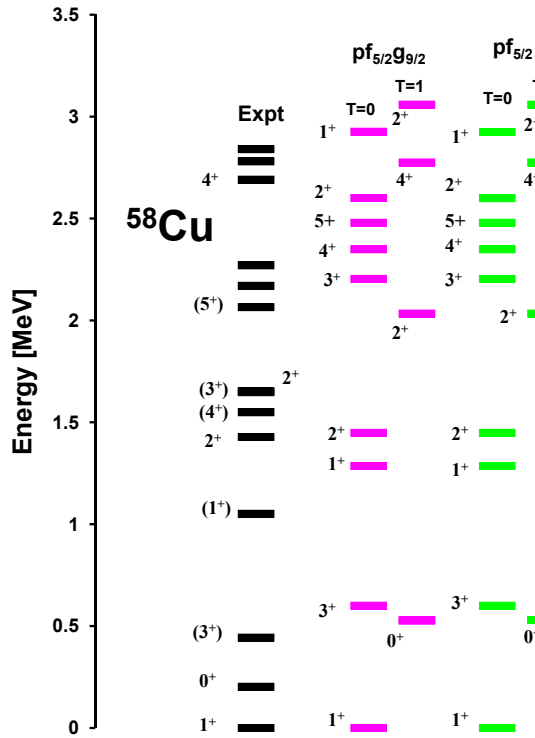 3.5
pf5/2g9/2 pf5/2
T=1
3 Expt T=0 2⁺ T=0 2⁺
1⁺ 1⁺
4⁺ 4⁺ 4
2⁺ 2⁺
2.5 ⁵⁸Cu 5+ 5⁺
4⁺ 4⁺
3⁺ 3⁺
(5⁺)
2 2⁺ 2⁺
(3⁺) 2⁺
1.5 (4⁺)
2⁺ 2⁺ 2⁺
1⁺ 1⁺
1 (1⁺)
3⁺ 3⁺
0.5 (3⁺) 0⁺ 0
0⁺
0 1⁺ 1⁺ 1⁺
Energy [MeV]